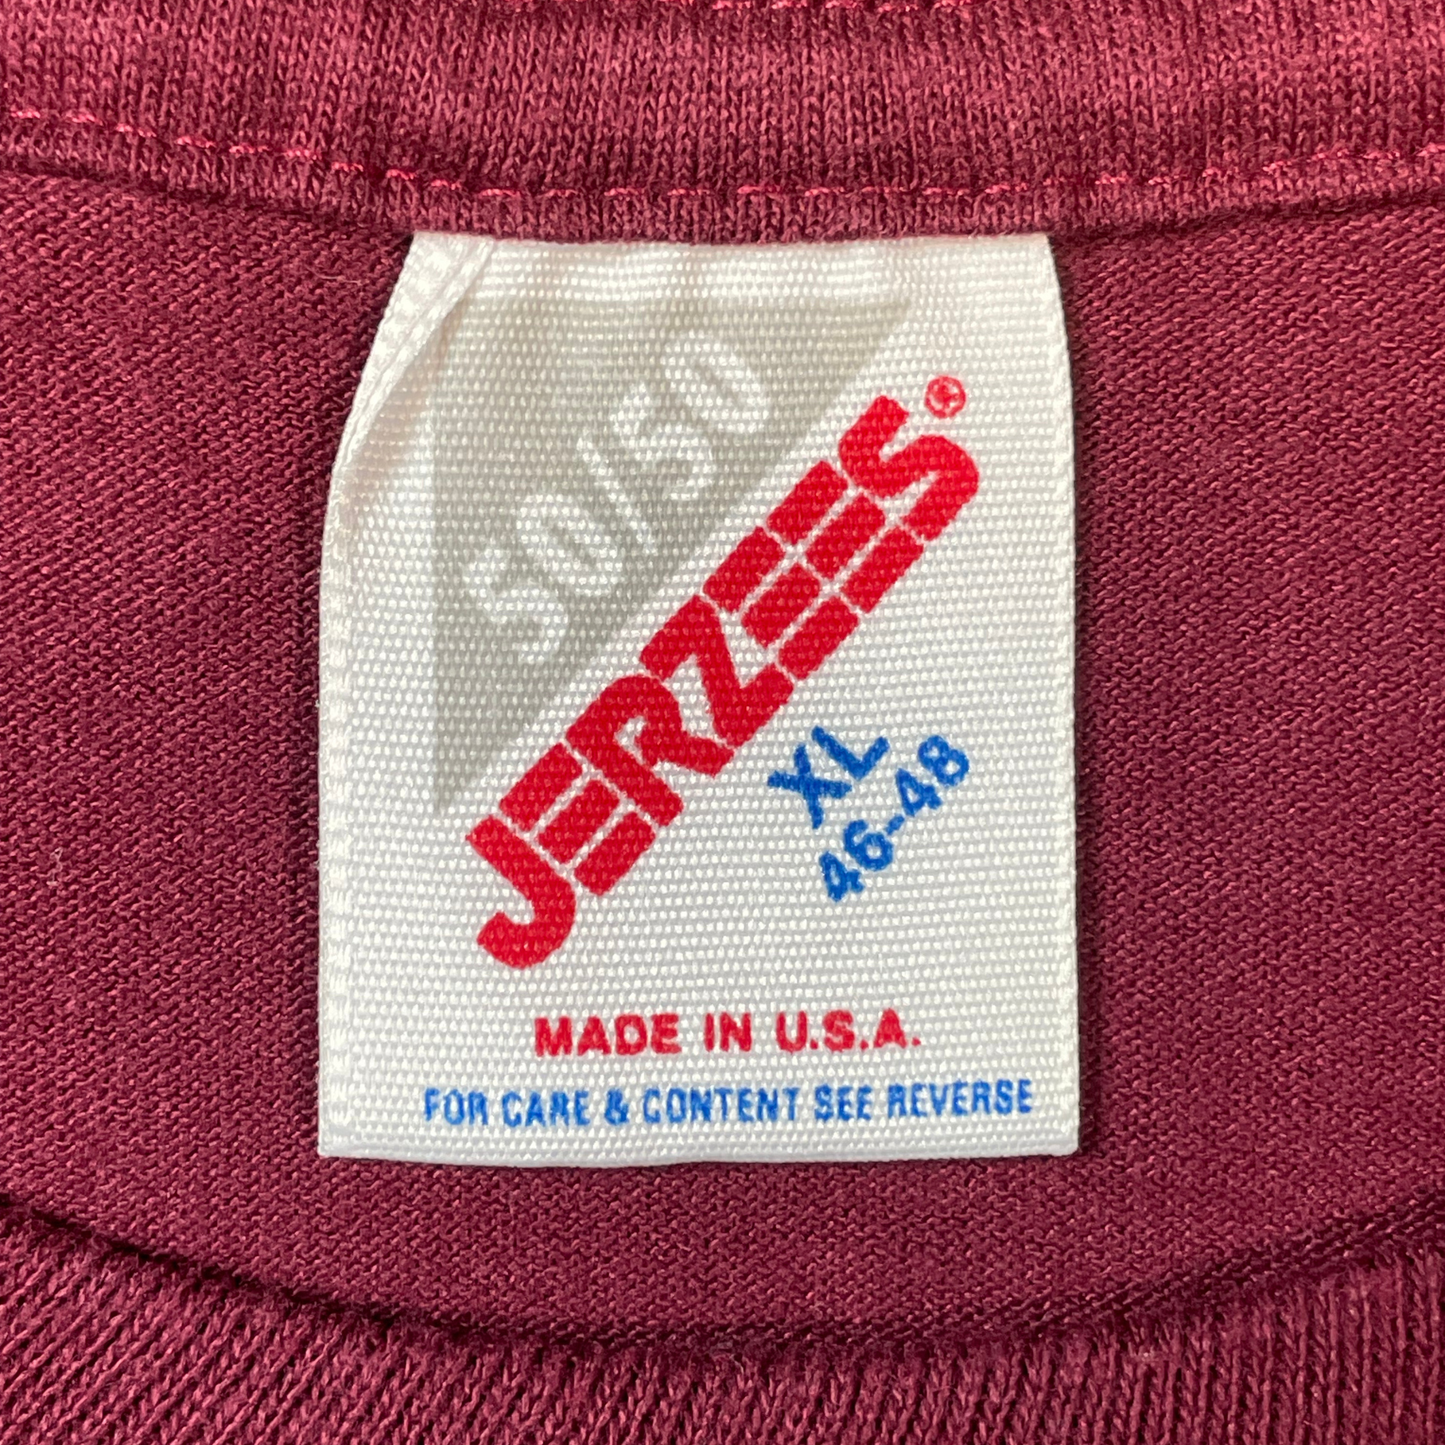 50/50
JERZEES®
XL
46-48
MADE IN U.S.A.
FOR CARE & CONTENT SEE REVERSE